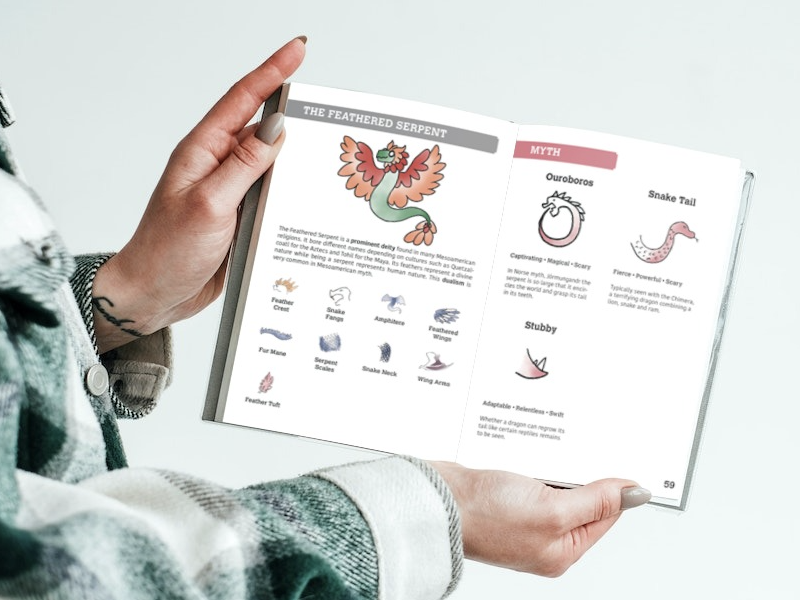 THE FEATHERED SERPENT
The Feathered Serpent is a prominent deity found in many Mesoamerican
religions. It bore different names depending on cultures such as Quetzal-
coatl for the Aztecs and Tohil for the Maya. Its feathers represent a divine
nature while being a serpent represents human nature. This dualism is
very common in Mesoamerican myth.
Feather
Crest
Snake
Fangs
Amphitere
Feathered
Wings
Fur Mane
Serpent
Scales
Snake Neck
Wing Arms
Feather Tuft
MYTH
Ouroboros
Captivating • Magical • Scary
In Norse myth, Jörmungandr the
serpent is so large that it encir-
cles the world and grasps its tail
in its teeth.
Snake Tail
Fierce • Powerful • Scary
Typically seen with the Chimera,
a terrifying dragon combining a
lion, snake and ram.
Stubby
Adaptable • Relentless • Swift
Whether a dragon can regrow its
tail like certain reptiles remains
to be seen.
59